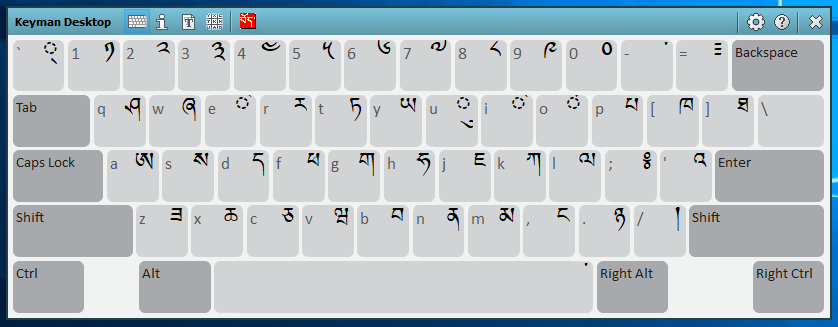 Keyman Desktop བོད
` 1 ༡ 2 ༢ 3 ༣ 4 ༤ 5 ༥ 6 ༦ 7 ༧ 8 ༨ 9 ༩ 0 ༠ - ་ = Backspace
Tab q ཤ w ཞ e ེ r ར t ཏ y ཡ u ུ i ི o ོ p པ [ ཁ ] ཐ \
Caps Lock a ཨ s ས d ད f ཕ g ག h ཧ j ཇ k ཀ l ལ ; ' འ Enter
Shift z ཟ x ཆ c ཅ v ཝ b བ n ན m མ , ང . ཉ / ། Shift
Ctrl Alt ་ Right Alt Right Ctrl